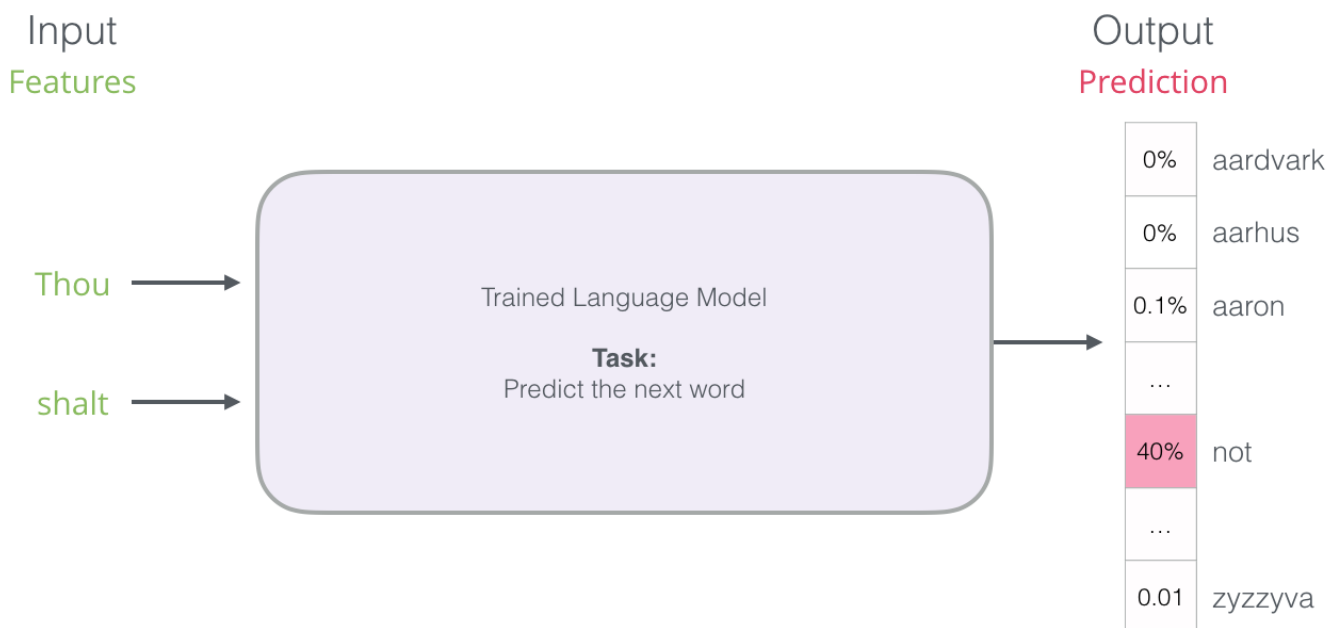 Input
Features
Thou
shalt
Trained Language Model
Task:
Predict the next word
Output
Prediction
0% aardvark
0% aarhus
0.1% aaron
...
40% not
...
0.01 zyzzyva